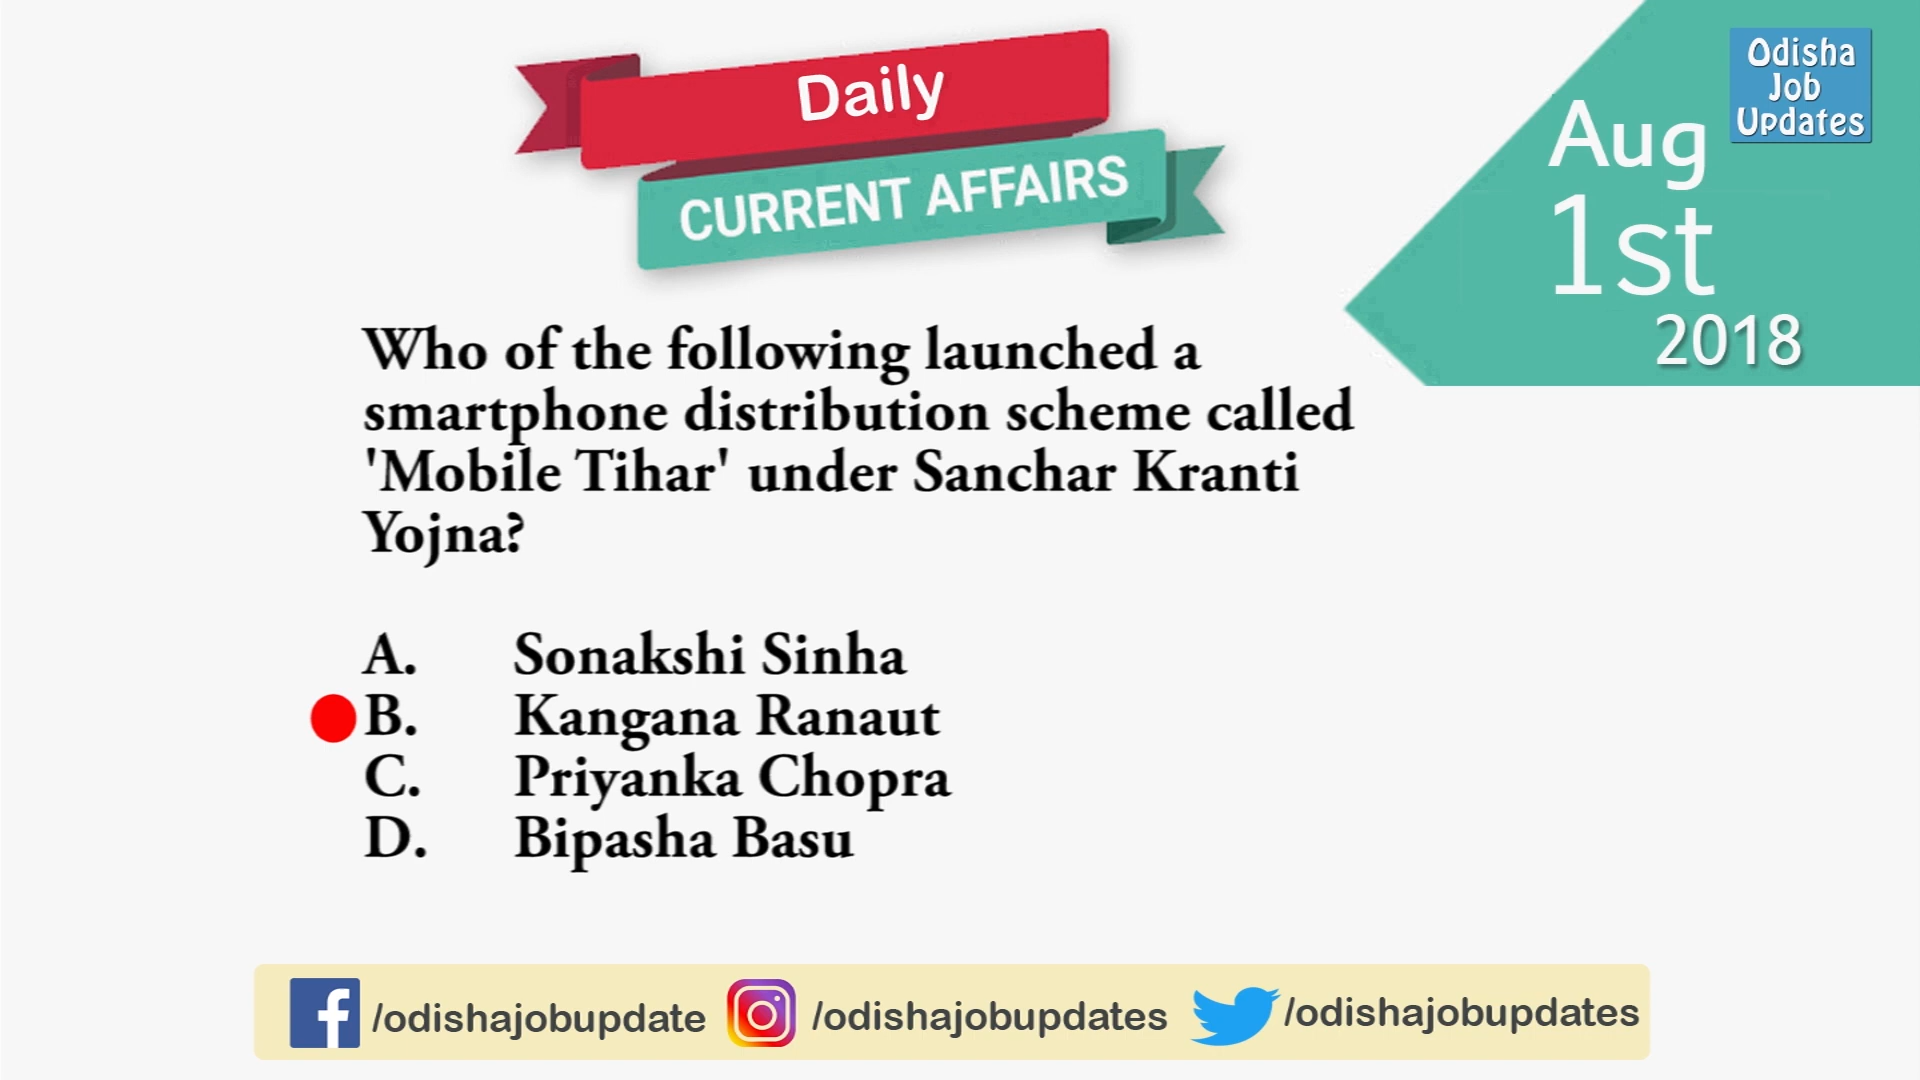 Daily
CURRENT AFFAIRS
Odisha
Job
Updates
Aug
1st
2018
Who of the following launched a
smartphone distribution scheme called
'Mobile Tihar' under Sanchar Kranti
Yojna?
A. Sonakshi Sinha
B. Kangana Ranaut
C. Priyanka Chopra
D. Bipasha Basu
/odishajobupdate /odishajobupdates /odishajobupdates